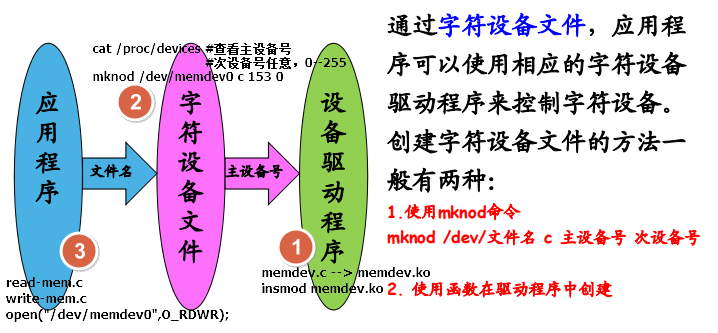 cat /proc/devices #查看主设备号
#次设备号任意，0--255
mknod /dev/memdev0 c 153 0
应用程序
文件名
字符设备文件
主设备号
设备驱动程序
2
3
1
read-mem.c
write-mem.c
open("/dev/memdev0",O_RDWR);
memdev.c --> memdev.ko
insmod memdev.ko
通过字符设备文件，应用程
序可以使用相应的字符设备
驱动程序来控制字符设备。
创建字符设备文件的方法一
般有两种：
1.使用mknod命令
mknod /dev/文件名 c 主设备号 次设备号
2. 使用函数在驱动程序中创建